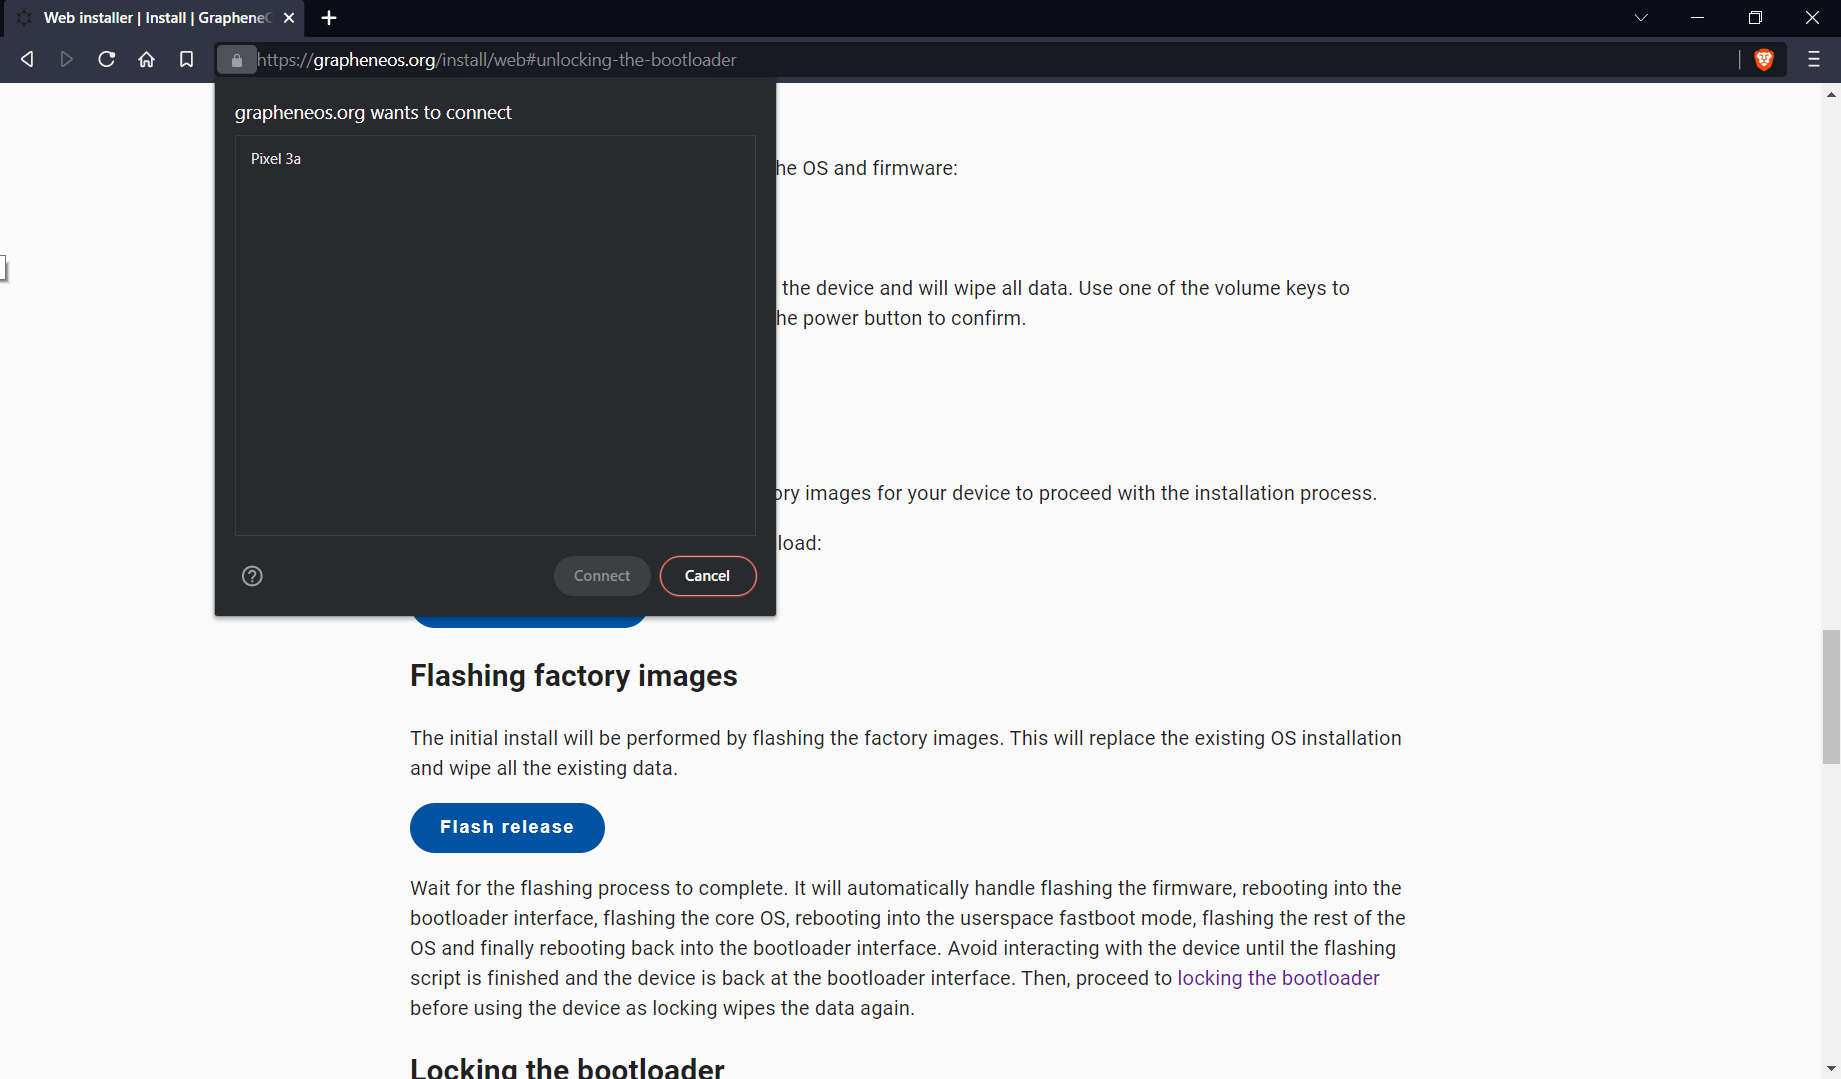 Web installer | Install | Graphene
https://grapheneos.org/install/web#unlocking-the-bootloader
grapheneos.org wants to connect
Pixel 3a
he OS and firmware:
the device and will wipe all data. Use one of the volume keys to
he power button to confirm.
ory images for your device to proceed with the installation process.
load:
Connect
Cancel
Flashing factory images
The initial install will be performed by flashing the factory images. This will replace the existing OS installation
and wipe all the existing data.
Flash release
Wait for the flashing process to complete. It will automatically handle flashing the firmware, rebooting into the
bootloader interface, flashing the core OS, rebooting into the userspace fastboot mode, flashing the rest of the
OS and finally rebooting back into the bootloader interface. Avoid interacting with the device until the flashing
script is finished and the device is back at the bootloader interface. Then, proceed to locking the bootloader
before using the device as locking wipes the data again.
Locking the bootloader